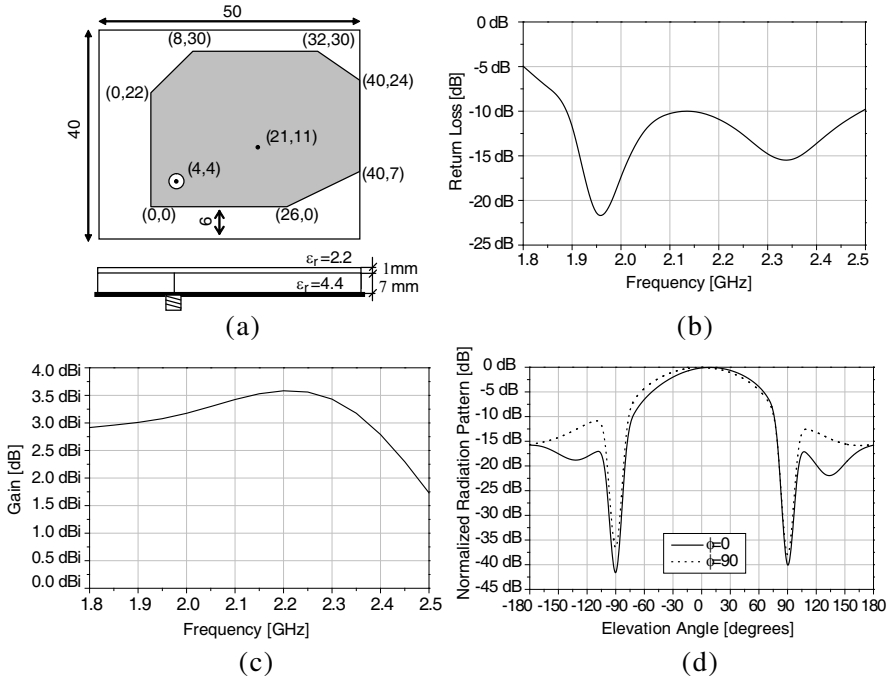 50
(8,30) (32,30)
(40,24)
(0,22)
40
(21,11)
(4,4)
(40,7)
(0,0) 6 (26,0)
εr=2.2
1mm
εr=4.4
7 mm
(a)
0 dB
-5 dB
-10 dB
-15 dB
-20 dB
-25 dB
Return Loss [dB]
1.8 1.9 2.0 2.1 2.2 2.3 2.4 2.5
Frequency [GHz]
(b)
4.0 dBi
3.5 dBi
3.0 dBi
2.5 dBi
2.0 dBi
1.5 dBi
1.0 dBi
0.5 dBi
0.0 dBi
Gain [dB]
1.8 1.9 2.0 2.1 2.2 2.3 2.4 2.5
Frequency [GHz]
(c)
0 dB
-5 dB
-10 dB
-15 dB
-20 dB
-25 dB
-30 dB
-35 dB
-40 dB
-45 dB
Normalized Radiation Pattern [dB]
ϕ=0
ϕ=90
-180 -150 -120 -90 -60 -30 0 30 60 90 120 150 180
Elevation Angle [degrees]
(d)